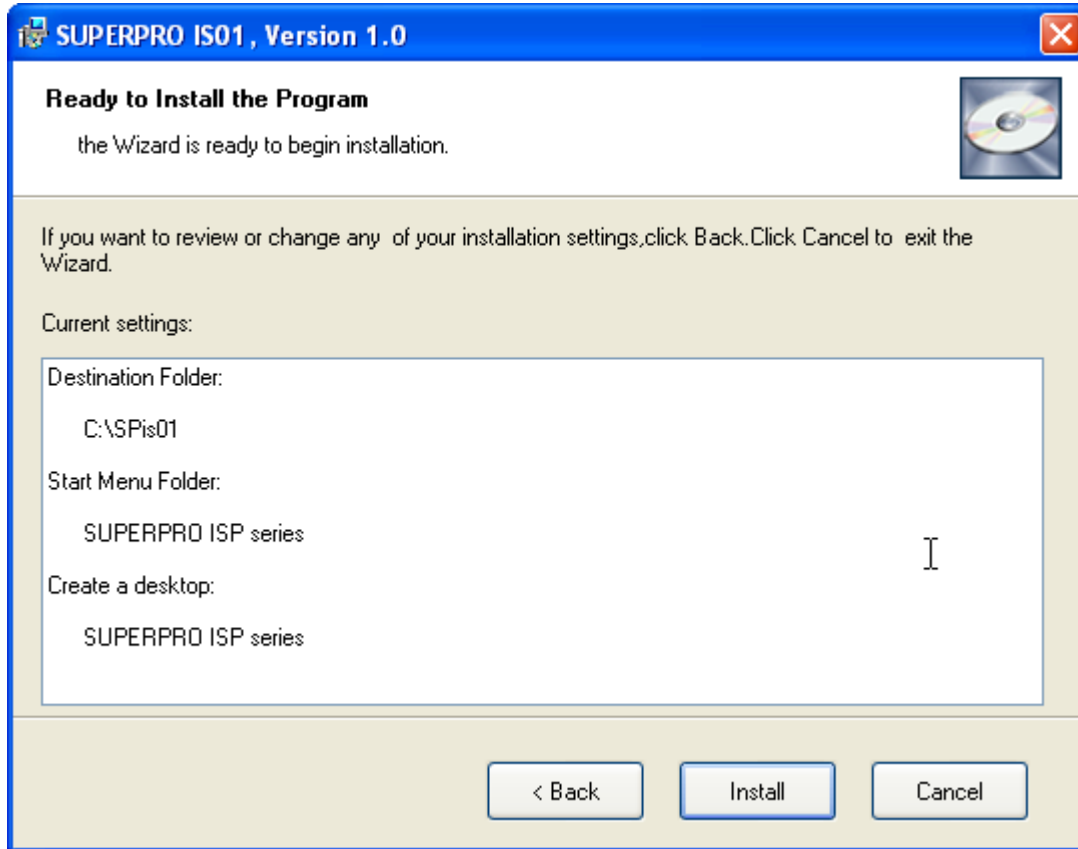 SUPERPRO IS01, Version 1.0
Ready to Install the Program
the Wizard is ready to begin installation.
If you want to review or change any  of your installation settings,click Back.Click Cancel to  exit the
Wizard.
Current settings:
Destination Folder:
C:\SPis01
Start Menu Folder:
SUPERPRO ISP series
Create a desktop:
SUPERPRO ISP series
< Back
Install
Cancel